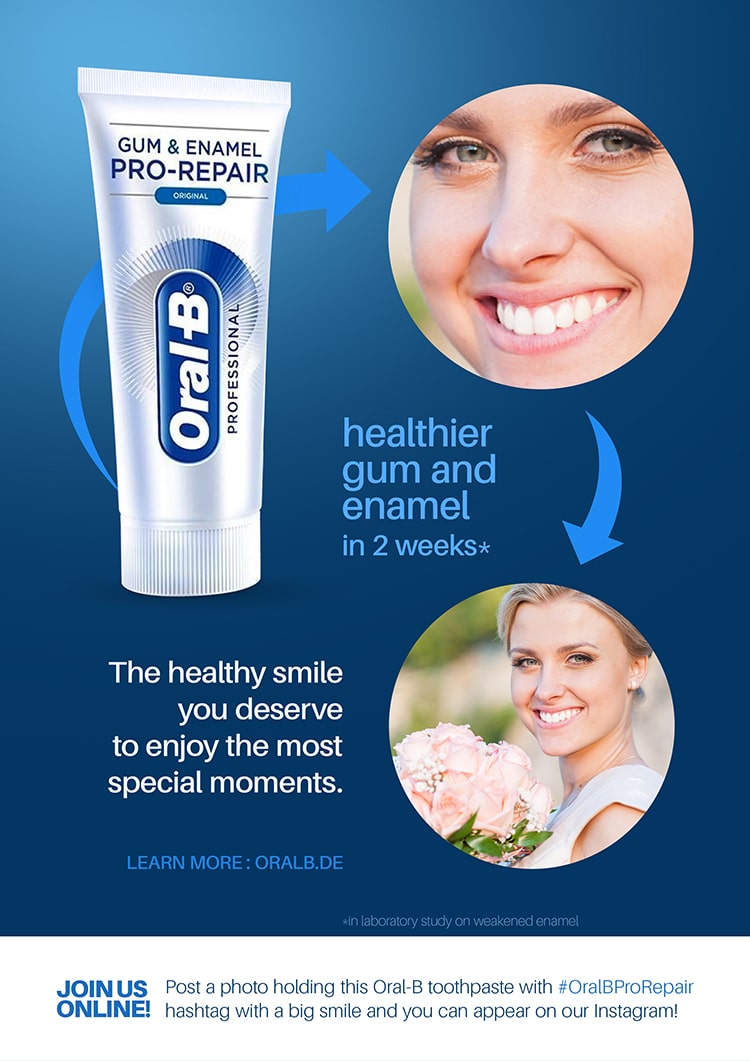 GUM & ENAMEL
PRO-REPAIR
ORIGINAL
Oral-B®
PROFESSIONAL
healthier
gum and
enamel
in 2 weeks*
The healthy smile
you deserve
to enjoy the most
special moments.
LEARN MORE : ORALB.DE
*in laboratory study on weakened enamel
JOIN US
ONLINE!
Post a photo holding this Oral-B toothpaste with #OralBProRepair
hashtag with a big smile and you can appear on our Instagram!